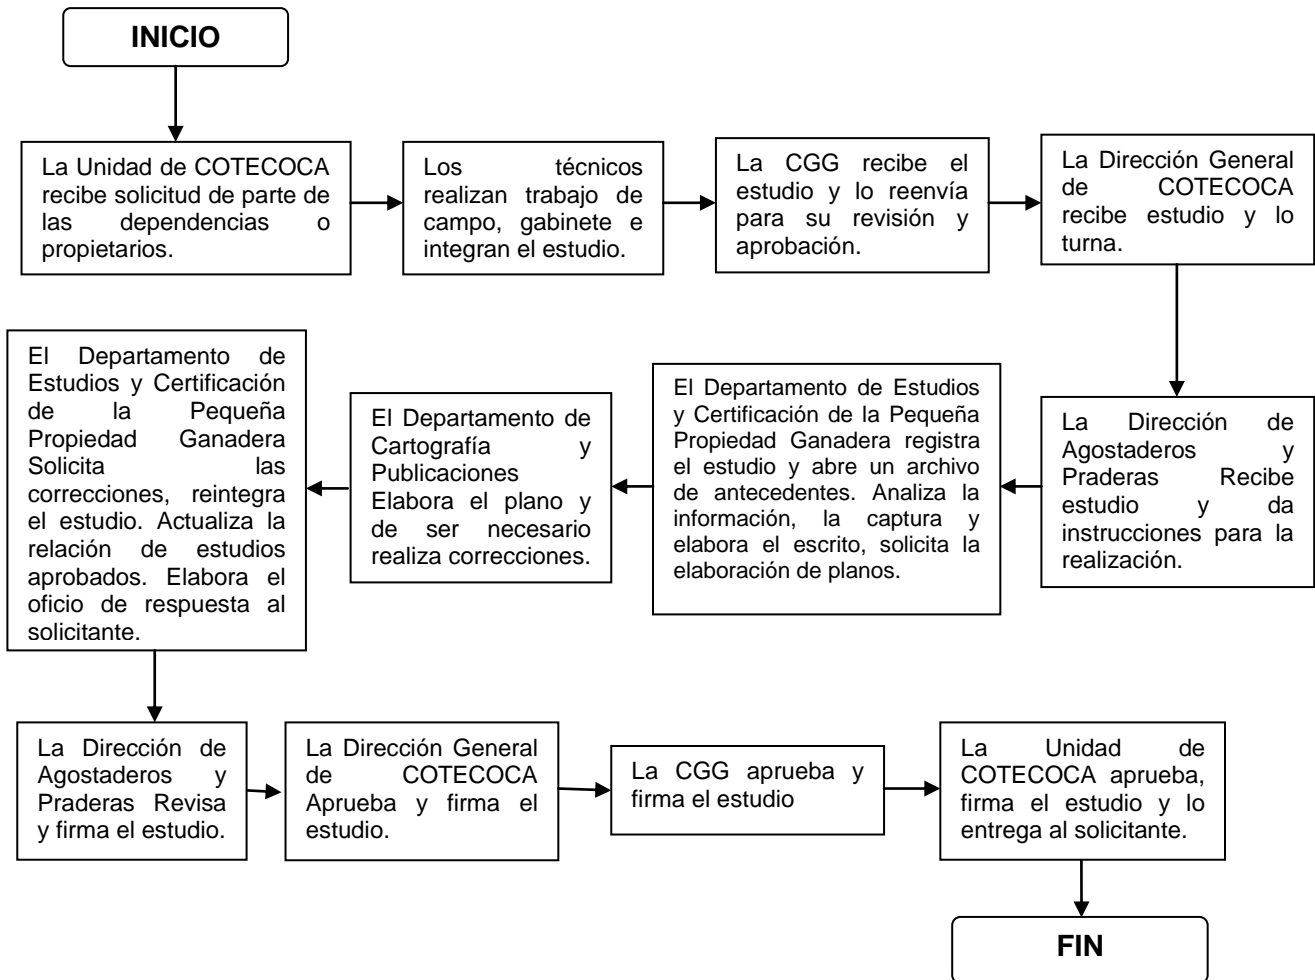 INICIO
La Unidad de COTECOCA
recibe solicitud de parte de
las dependencias o
propietarios.
Los técnicos
realizan trabajo de
campo, gabinete e
integran el estudio.
La CGG recibe el
estudio y lo reenvía
para su revisión y
aprobación.
La Dirección General
de COTECOCA
recibe estudio y lo
turna.
La Dirección de
Agostaderos y
Praderas Recibe
estudio y da
instrucciones para la
realización.
El Departamento de Estudios
y Certificación de la Pequeña
Propiedad Ganadera registra
el estudio y abre un archivo
de antecedentes. Analiza la
información, la captura y
elabora el escrito, solicita la
elaboración de planos.
El Departamento de
Cartografía y
Publicaciones
Elabora el plano y
de ser necesario
realiza correcciones.
El Departamento de
Estudios y Certificación
de la Pequeña
Propiedad Ganadera
Solicita las
correcciones, reintegra
el estudio. Actualiza la
relación de estudios
aprobados. Elabora el
oficio de respuesta al
solicitante.
La Dirección de
Agostaderos y
Praderas Revisa
y firma el estudio.
La Dirección General
de COTECOCA
Aprueba y firma el
estudio.
La CGG aprueba y
firma el estudio
La Unidad de
COTECOCA aprueba,
firma el estudio y lo
entrega al solicitante.
FIN